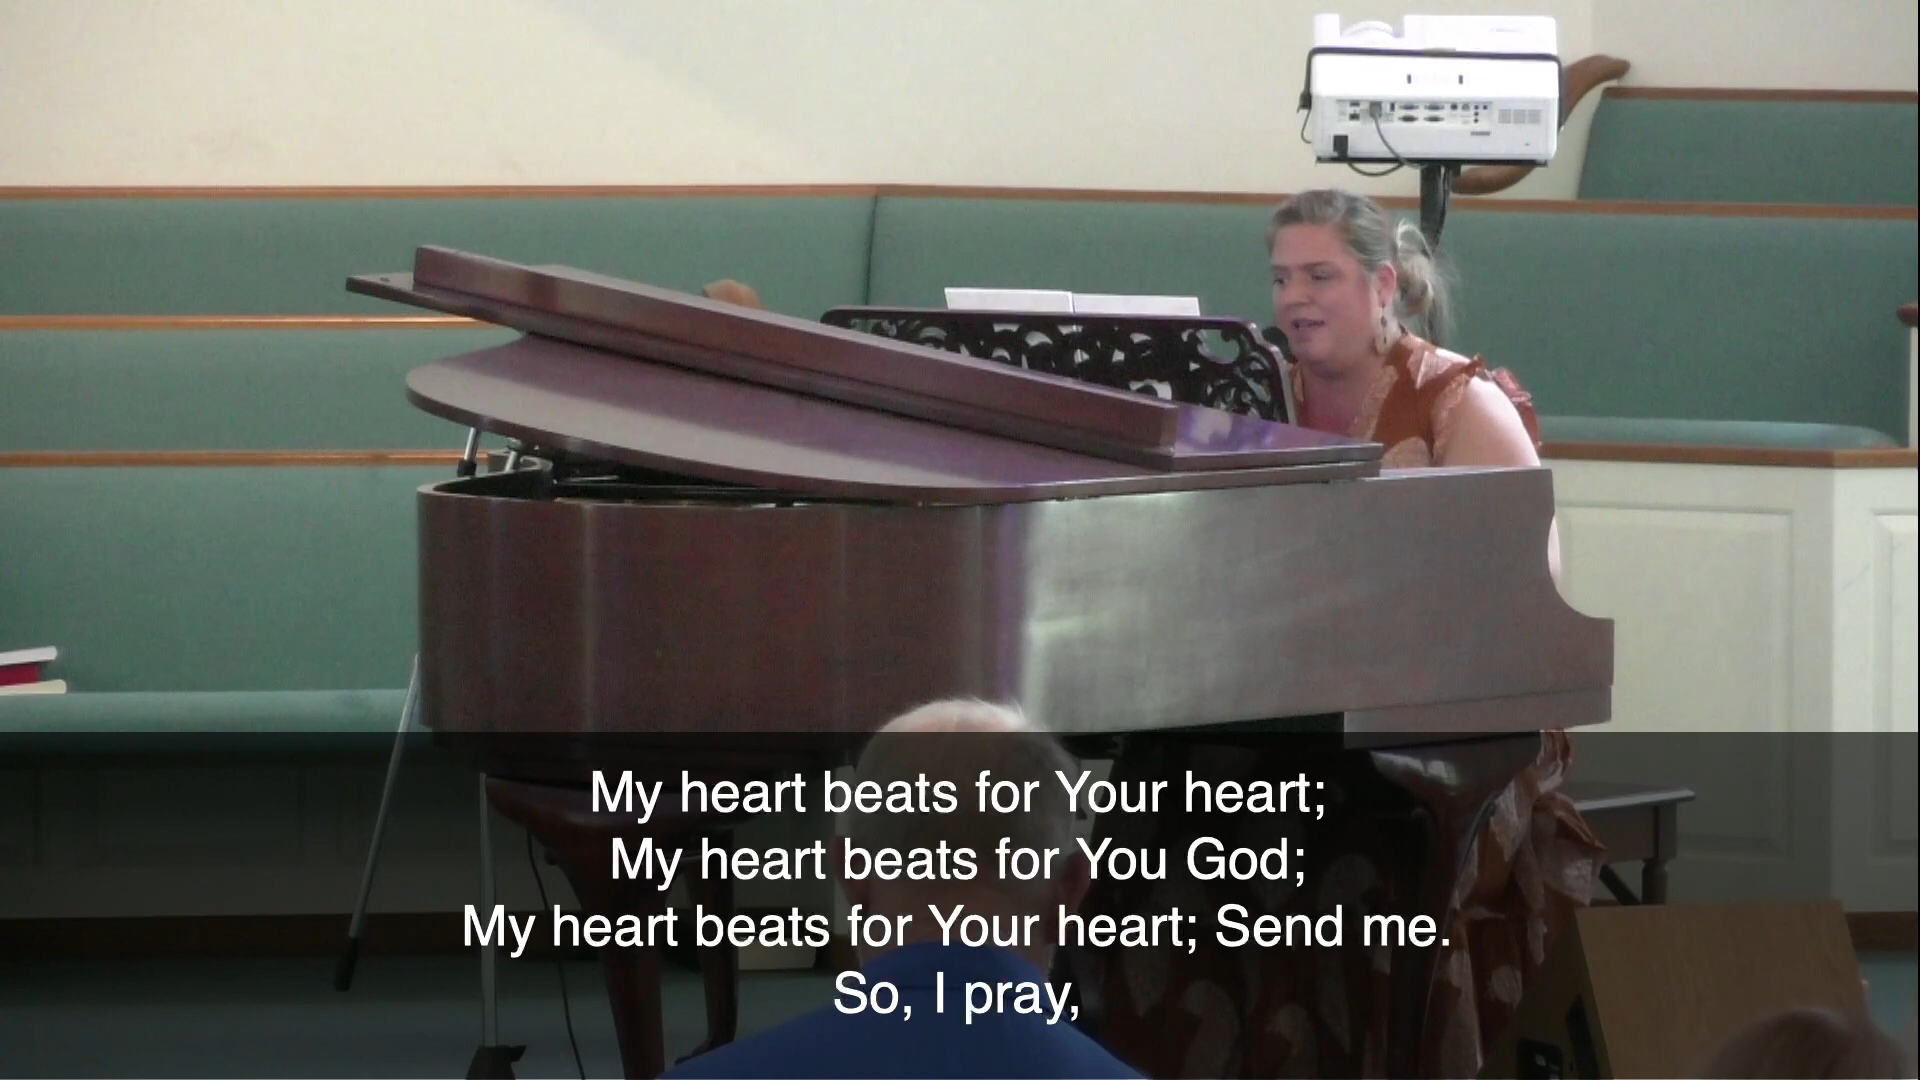 My heart beats for Your heart;
My heart beats for You God;
My heart beats for Your heart; Send me.
So, I pray,